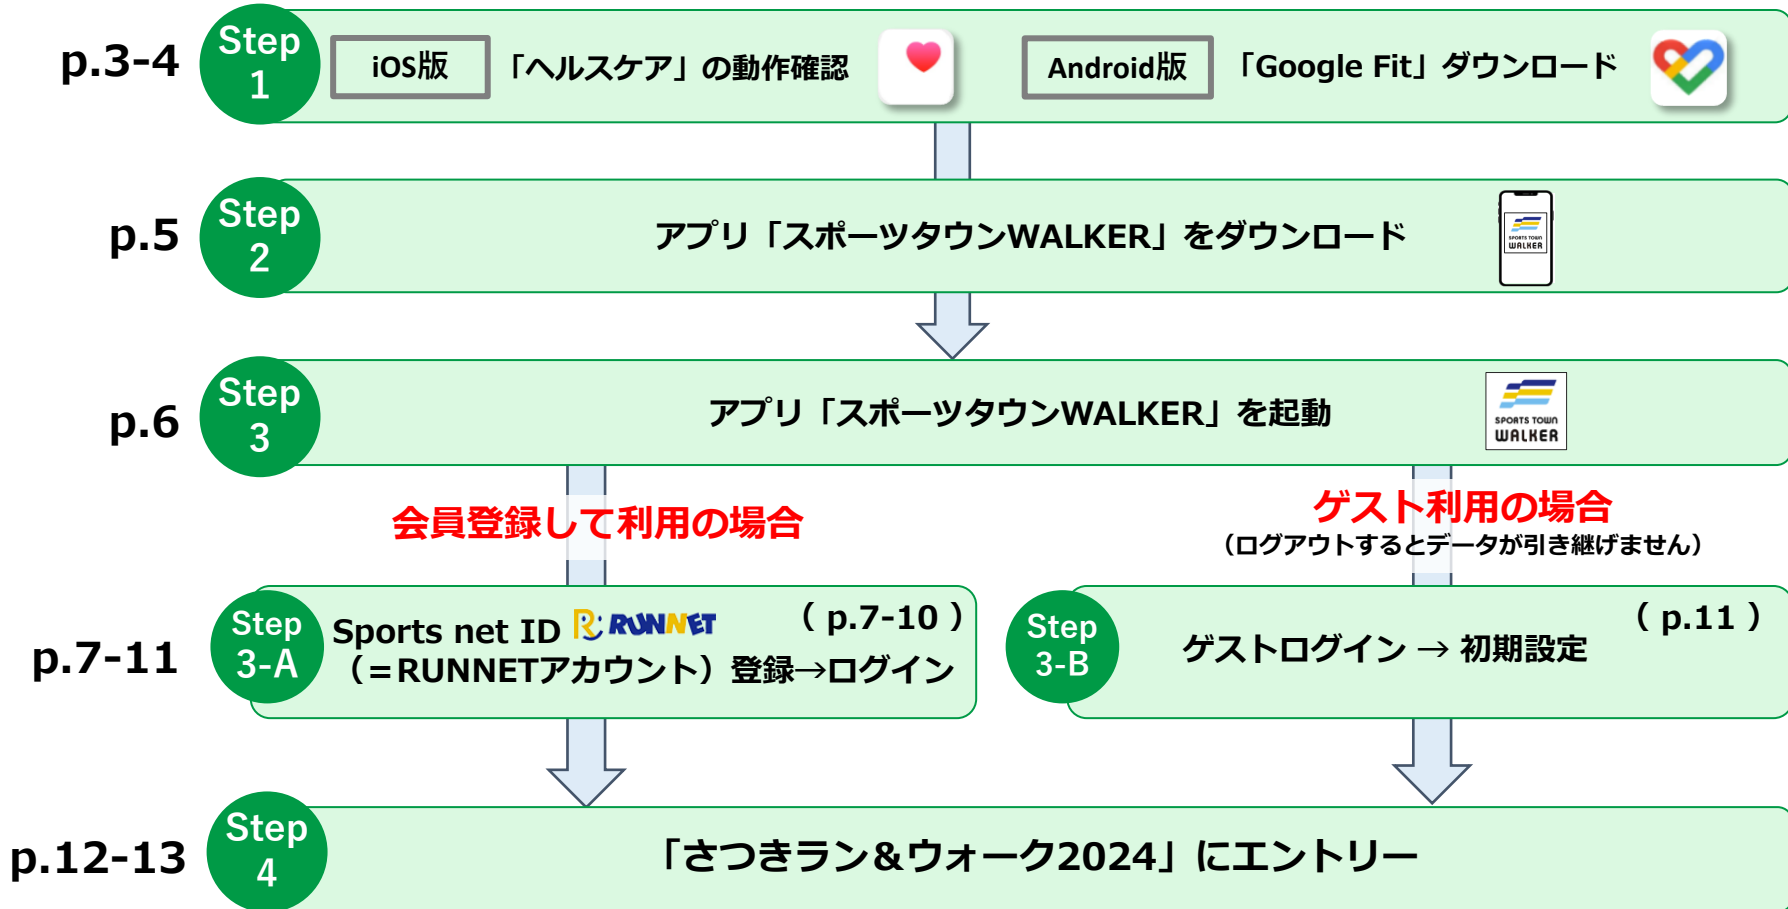 p.3-4
Step
1
iOS版
「ヘルスケア」の動作確認
Android版
「Google Fit」ダウンロード
p.5
Step
2
アプリ「スポーツタウンWALKER」をダウンロード
SPORTS TOWN
WALKER
p.6
Step
3
アプリ「スポーツタウンWALKER」を起動
SPORTS TOWN
WALKER
会員登録して利用の場合
ゲスト利用の場合
（ログアウトするとデータが引き継げません）
p.7-11
Step
3-A
Sports net ID R RUNNET （ p.7-10 ）
（＝RUNNETアカウント）登録→ログイン
Step
3-B
（ p.11 ）
ゲストログイン → 初期設定
p.12-13
Step
4
「さつきラン＆ウォーク2024」にエントリー